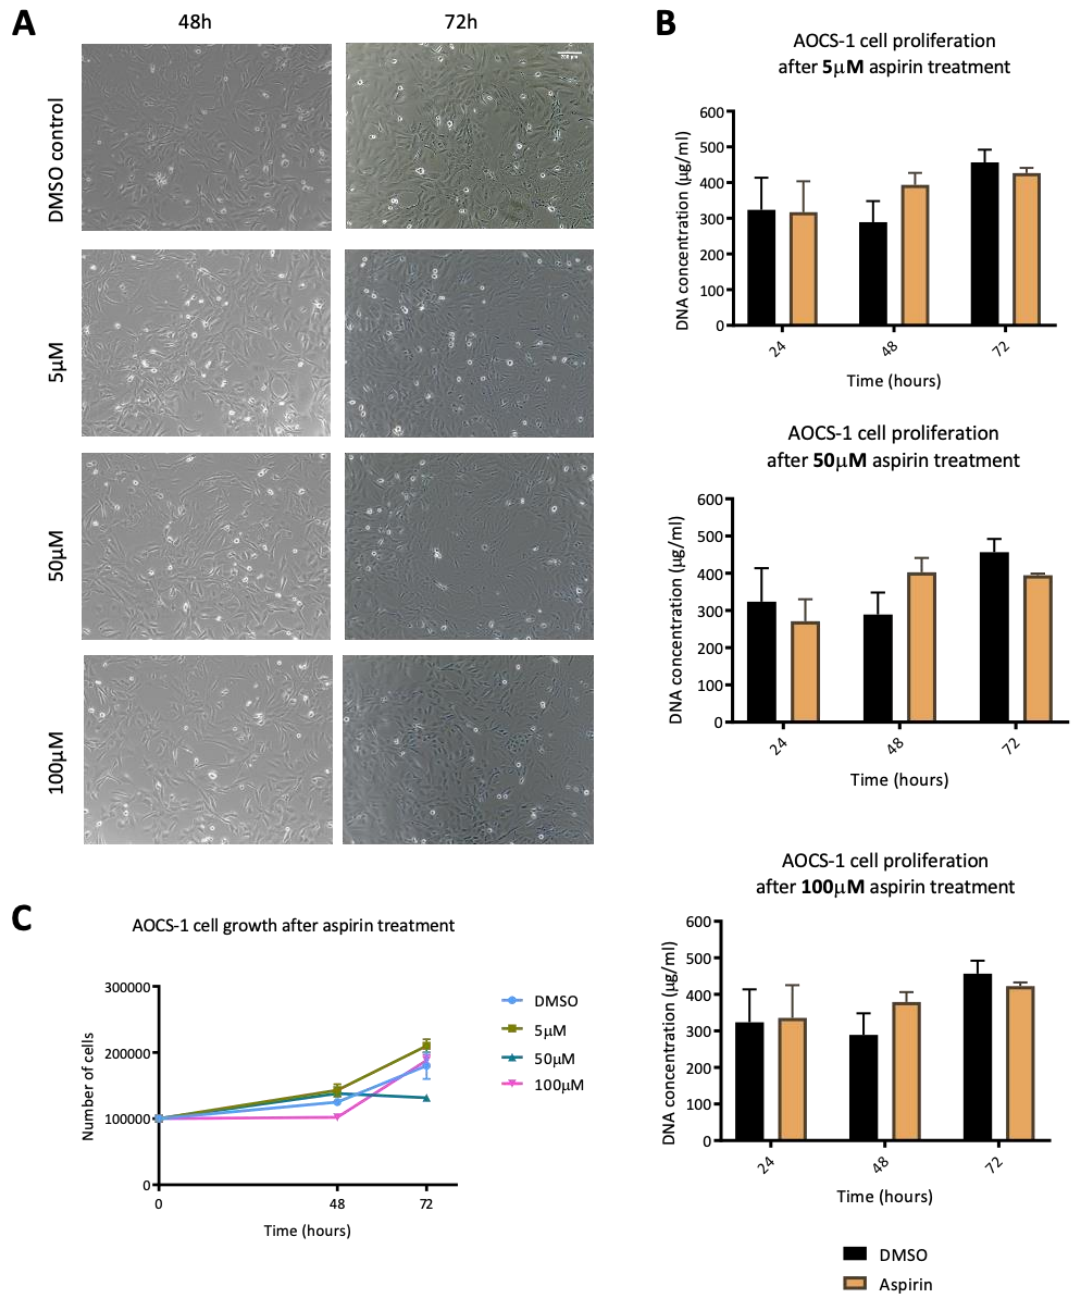 A
48h
72h
DMSO control
5µM
50µM
100µM
B
AOCS-1 cell proliferation
after 5µM aspirin treatment
DNA concentration (µg/ml)
600
500
400
300
200
100
0
24
48
72
Time (hours)
AOCS-1 cell proliferation
after 50µM aspirin treatment
DNA concentration (µg/ml)
600
500
400
300
200
100
0
24
48
72
Time (hours)
AOCS-1 cell proliferation
after 100µM aspirin treatment
DNA concentration (µg/ml)
600
500
400
300
200
100
0
24
48
72
Time (hours)
DMSO
Aspirin
C
AOCS-1 cell growth after aspirin treatment
Number of cells
300000
200000
100000
0
0
48
72
Time (hours)
DMSO
5µM
50µM
100µM